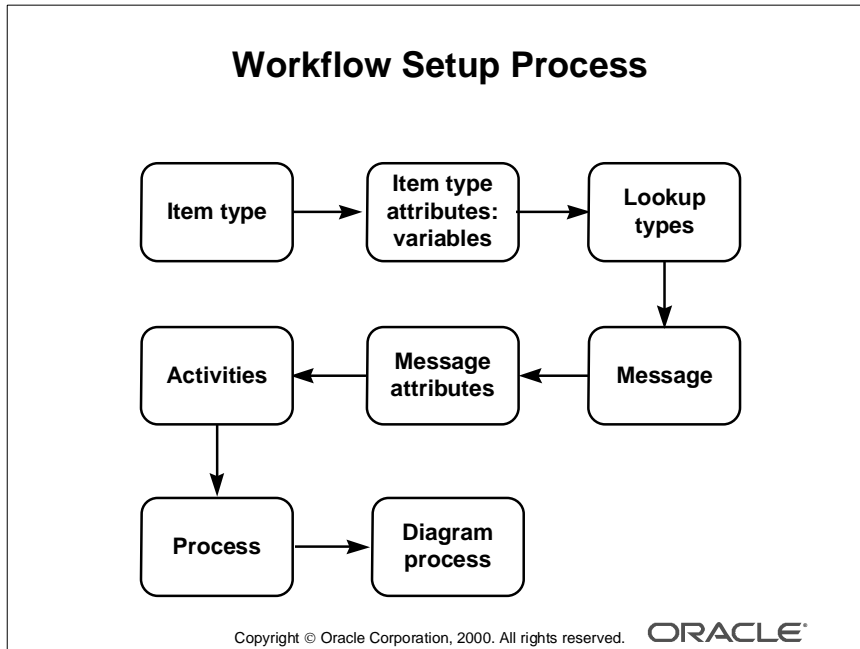 Workflow Setup Process
Item type
Item type
attributes:
variables
Lookup
types
Activities
Message
attributes
Message
Process
Diagram
process
Copyright © Oracle Corporation, 2000. All rights reserved. ORACLE®